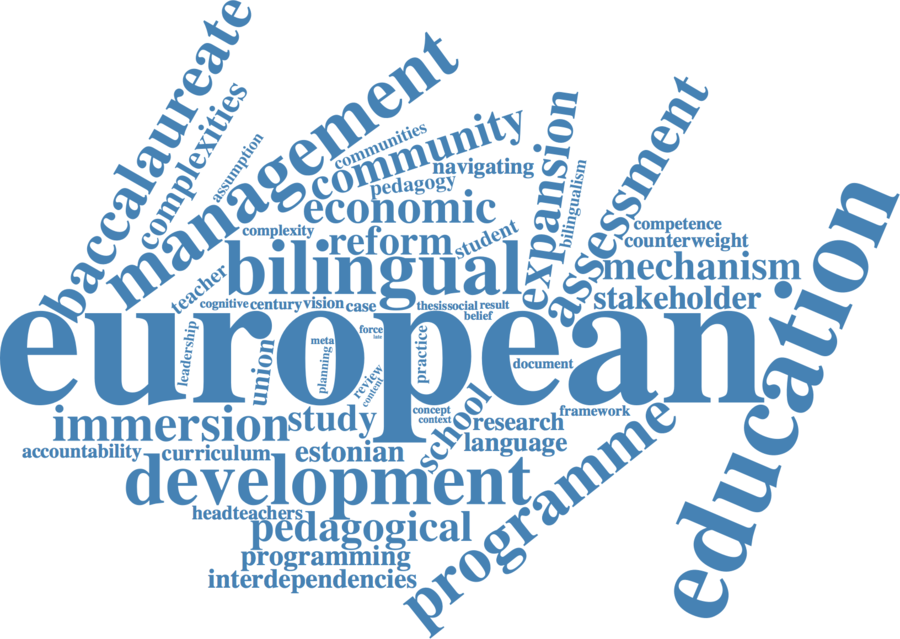 baccalaureate
complexities
assumption
management
communities
community
navigating
pedagogy
economic
expansion
bilingualism
assessment
education
complexity
reform
student
competence
counterweight
bilingual
mechanism
teacher
cognitive
century
vision
case
thesis
social
result
belief
stakeholder
european
leadership
union
meta
planning
force
late
review
content
practice
document
immersion
study
concept
context
school
research
framework
accountability
curriculum
estonian
language
development
programme
headteachers
pedagogical
programming
interdependencies